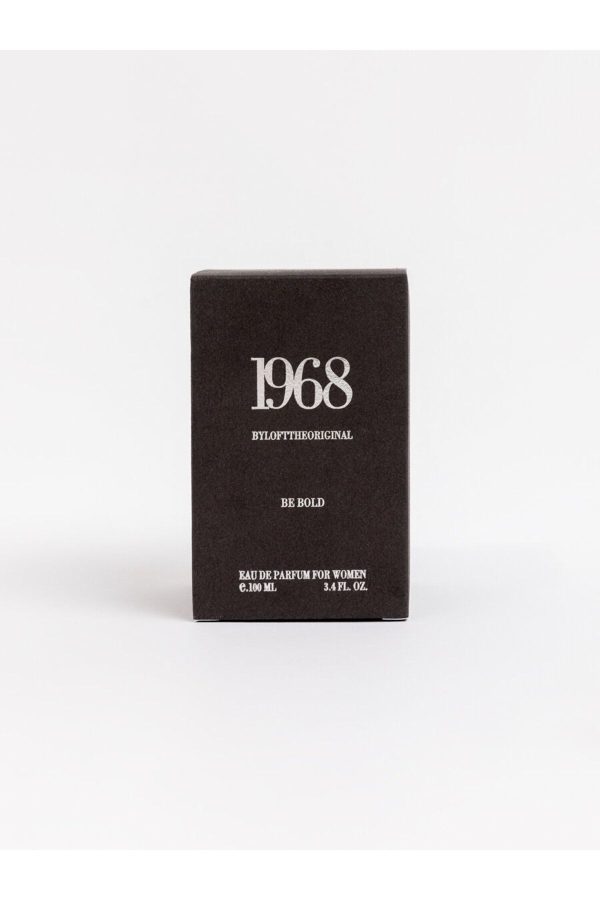 1968
BYLOFTTHEORIGINAL
BE BOLD
EAU DE PARFUM FOR WOMEN
e.100 ML 3.4 FL. OZ.